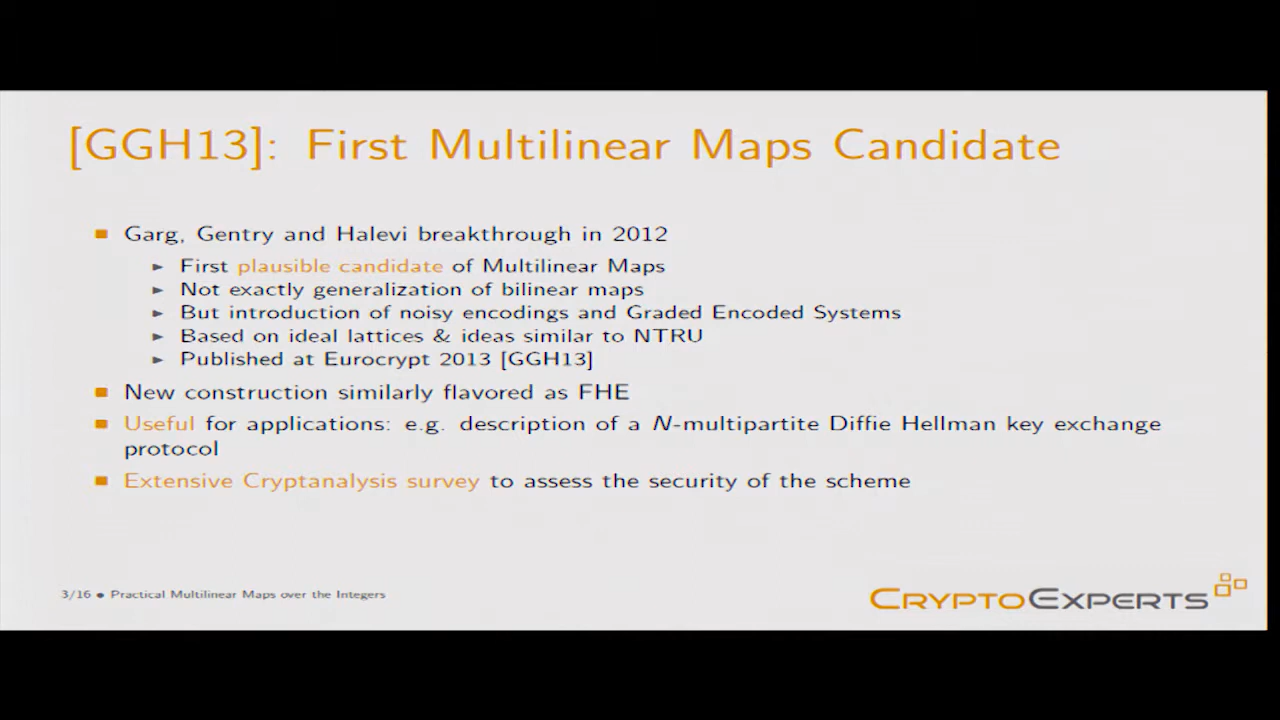 [GGH13]: First Multilinear Maps Candidate
Garg, Gentry and Halevi breakthrough in 2012
First plausible candidate of Multilinear Maps
Not exactly generalization of bilinear maps
But introduction of noisy encodings and Graded Encoded Systems
Based on ideal lattices & ideas similar to NTRU
Published at Eurocrypt 2013 [GGH13]
New construction similarly flavored as FHE
Useful for applications: e.g. description of a N-multipartite Diffie Hellman key exchange
protocol
Extensive Cryptanalysis survey to assess the security of the scheme
3/16 • Practical Multilinear Maps over the Integers
CryptoExperts